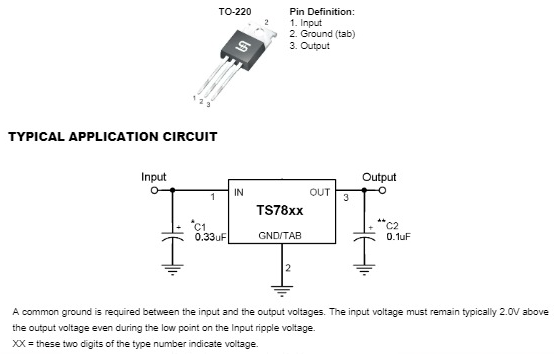 TO-220
Pin Definition:
1. Input
2. Ground (tab)
3. Output
2
1 2 3
TYPICAL APPLICATION CIRCUIT
Input
Output
IN
OUT
1
3
TS78xx
*C1
0.33uF
GND/TAB
**C2
0.1uF
+
+
2
A common ground is required between the input and the output voltages. The input voltage must remain typically 2.0V above
the output voltage even during the low point on the Input ripple voltage.
XX = these two digits of the type number indicate voltage.